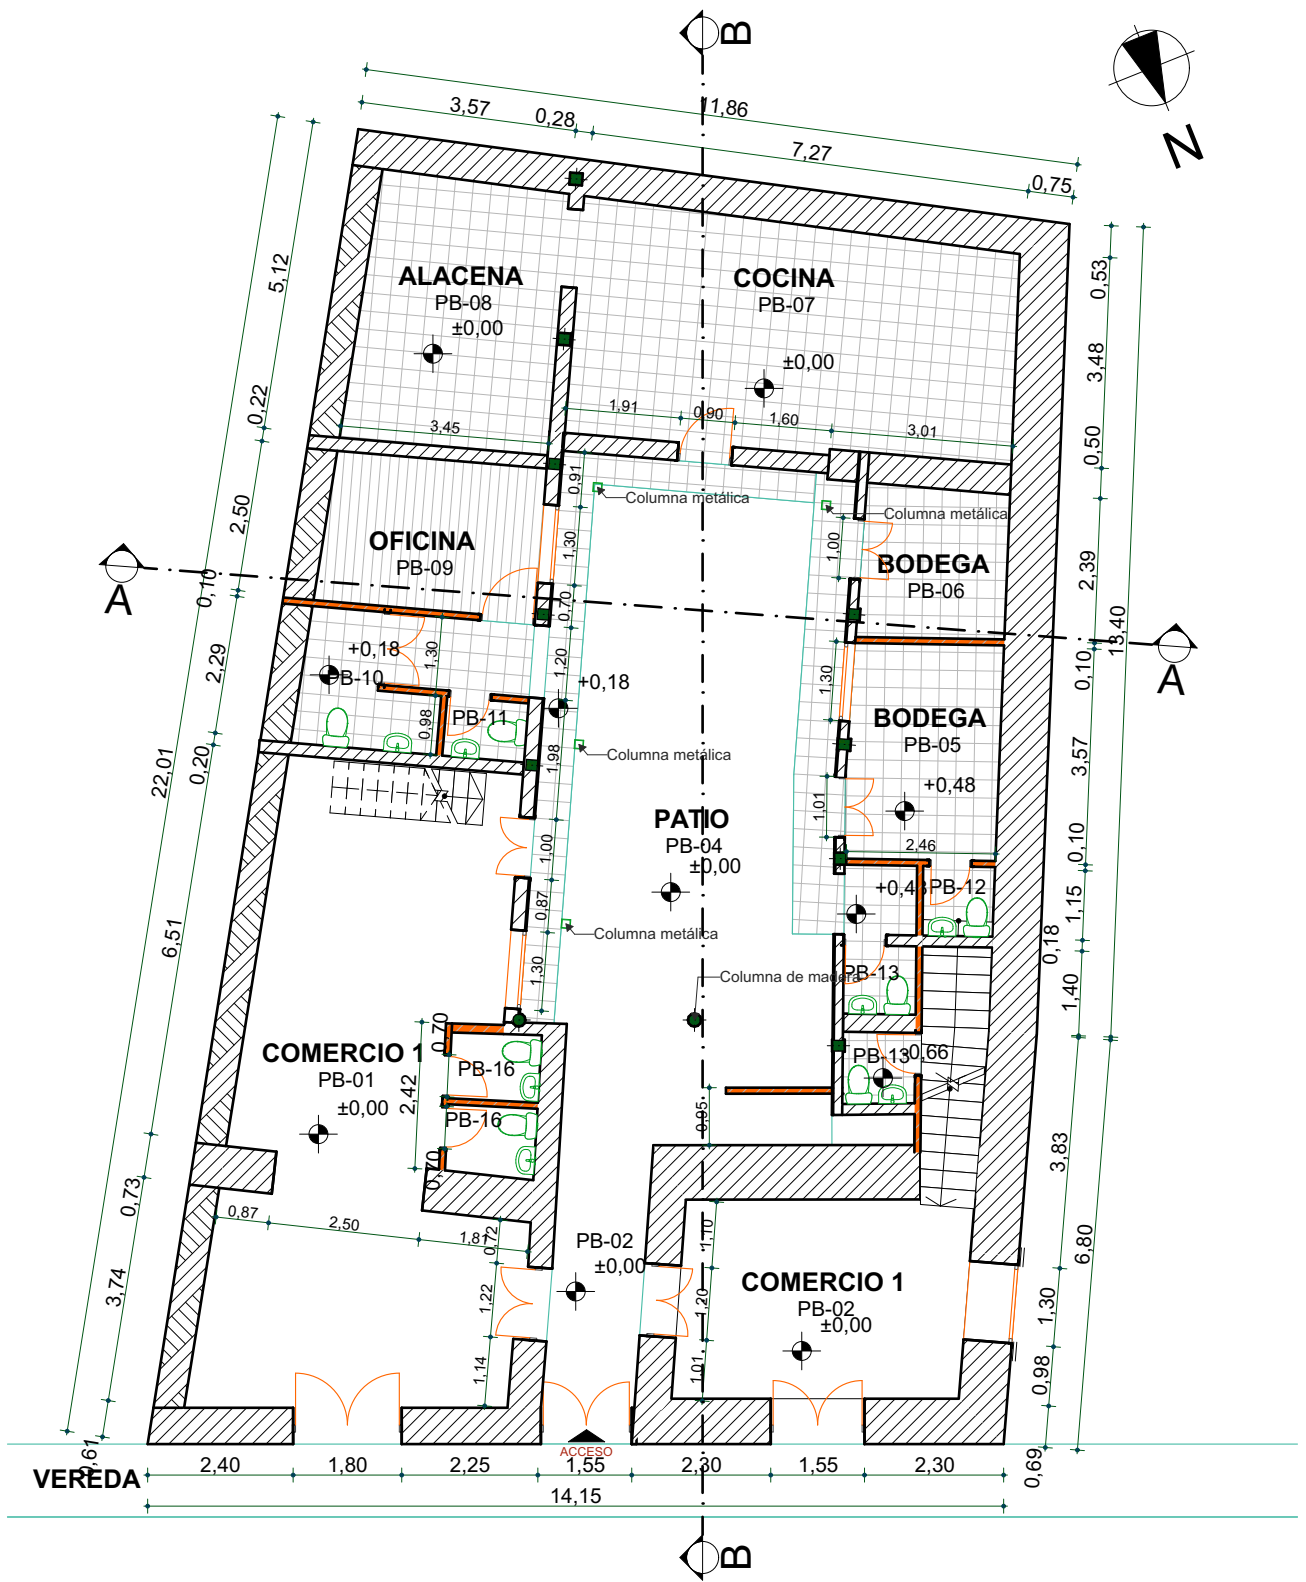 B
N
11,86
3,57
0,28
7,27
0,75
5,12
0,22
2,50
0,10
2,29
0,20
22,01
6,51
0,73
3,74
0,61
0,53
3,48
0,50
2,39
13,40
0,10
3,57
0,10
1,15
0,18
1,40
3,83
6,80
1,30
0,98
0,69
ALACENA
PB-08
±0,00
COCINA
PB-07
±0,00
1,91
0,90
1,60
3,01
3,45
0,91
Columna metálica
Columna metálica
OFICINA
PB-09
1,30
0,70
1,00
BODEGA
PB-06
A
A
+0,18
PB-10
1,30
1,20
+0,18
0,98
PB-11
1,98
Columna metálica
1,30
BODEGA
PB-05
+0,48
1,01
2,46
PATIO
PB-04
±0,00
1,00
0,87
Columna metálica
1,30
PB-12
Columna de madera
PB-13
COMERCIO 1
PB-01
±0,00
0,70
2,42
0,70
PB-16
PB-16
PB-13
0,66
0,95
0,87
2,50
1,87
0,72
1,22
1,14
PB-02
±0,00
1,10
1,20
1,01
COMERCIO 1
PB-02
±0,00
ACCESO
VEREDA
2,40
1,80
2,25
1,55
2,30
1,55
2,30
14,15
B